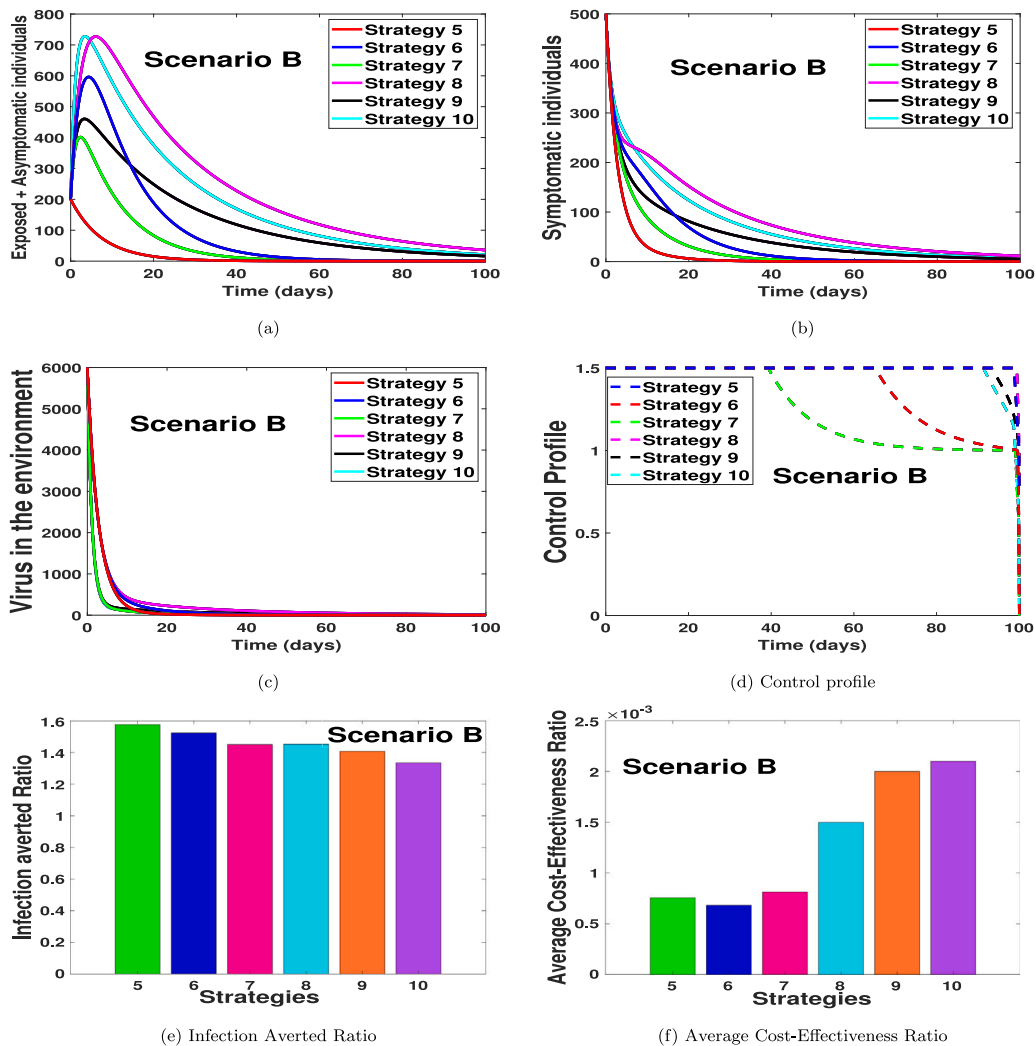 Exposed + Asymptomatic individuals
800
700
600
500
400
300
200
100
0
Scenario B
Strategy 5
Strategy 6
Strategy 7
Strategy 8
Strategy 9
Strategy 10
0 20 40 60 80 100
Time (days)
(a)
Symptomatic individuals
500
400
300
200
100
0
Scenario B
Strategy 5
Strategy 6
Strategy 7
Strategy 8
Strategy 9
Strategy 10
0 20 40 60 80 100
Time (days)
(b)
Virus in the environment
6000
5000
4000
3000
2000
1000
0
Scenario B
Strategy 5
Strategy 6
Strategy 7
Strategy 8
Strategy 9
Strategy 10
0 20 40 60 80 100
Time (days)
(c)
Control Profile
1.5
1
0.5
0
Strategy 5
Strategy 6
Strategy 7
Strategy 8
Strategy 9
Strategy 10
Scenario B
0 20 40 60 80 100
Time (days)
(d) Control profile
Infection averted Ratio
1.6
1.4
1.2
1
0.8
0.6
0.4
0.2
0
Scenario B
5 6 7 8 9 10
Strategies
(e) Infection Averted Ratio
Average Cost-Effectiveness Ratio
×10⁻³
2.5
2
1.5
1
0.5
0
Scenario B
5 6 7 8 9 10
Strategies
(f) Average Cost-Effectiveness Ratio